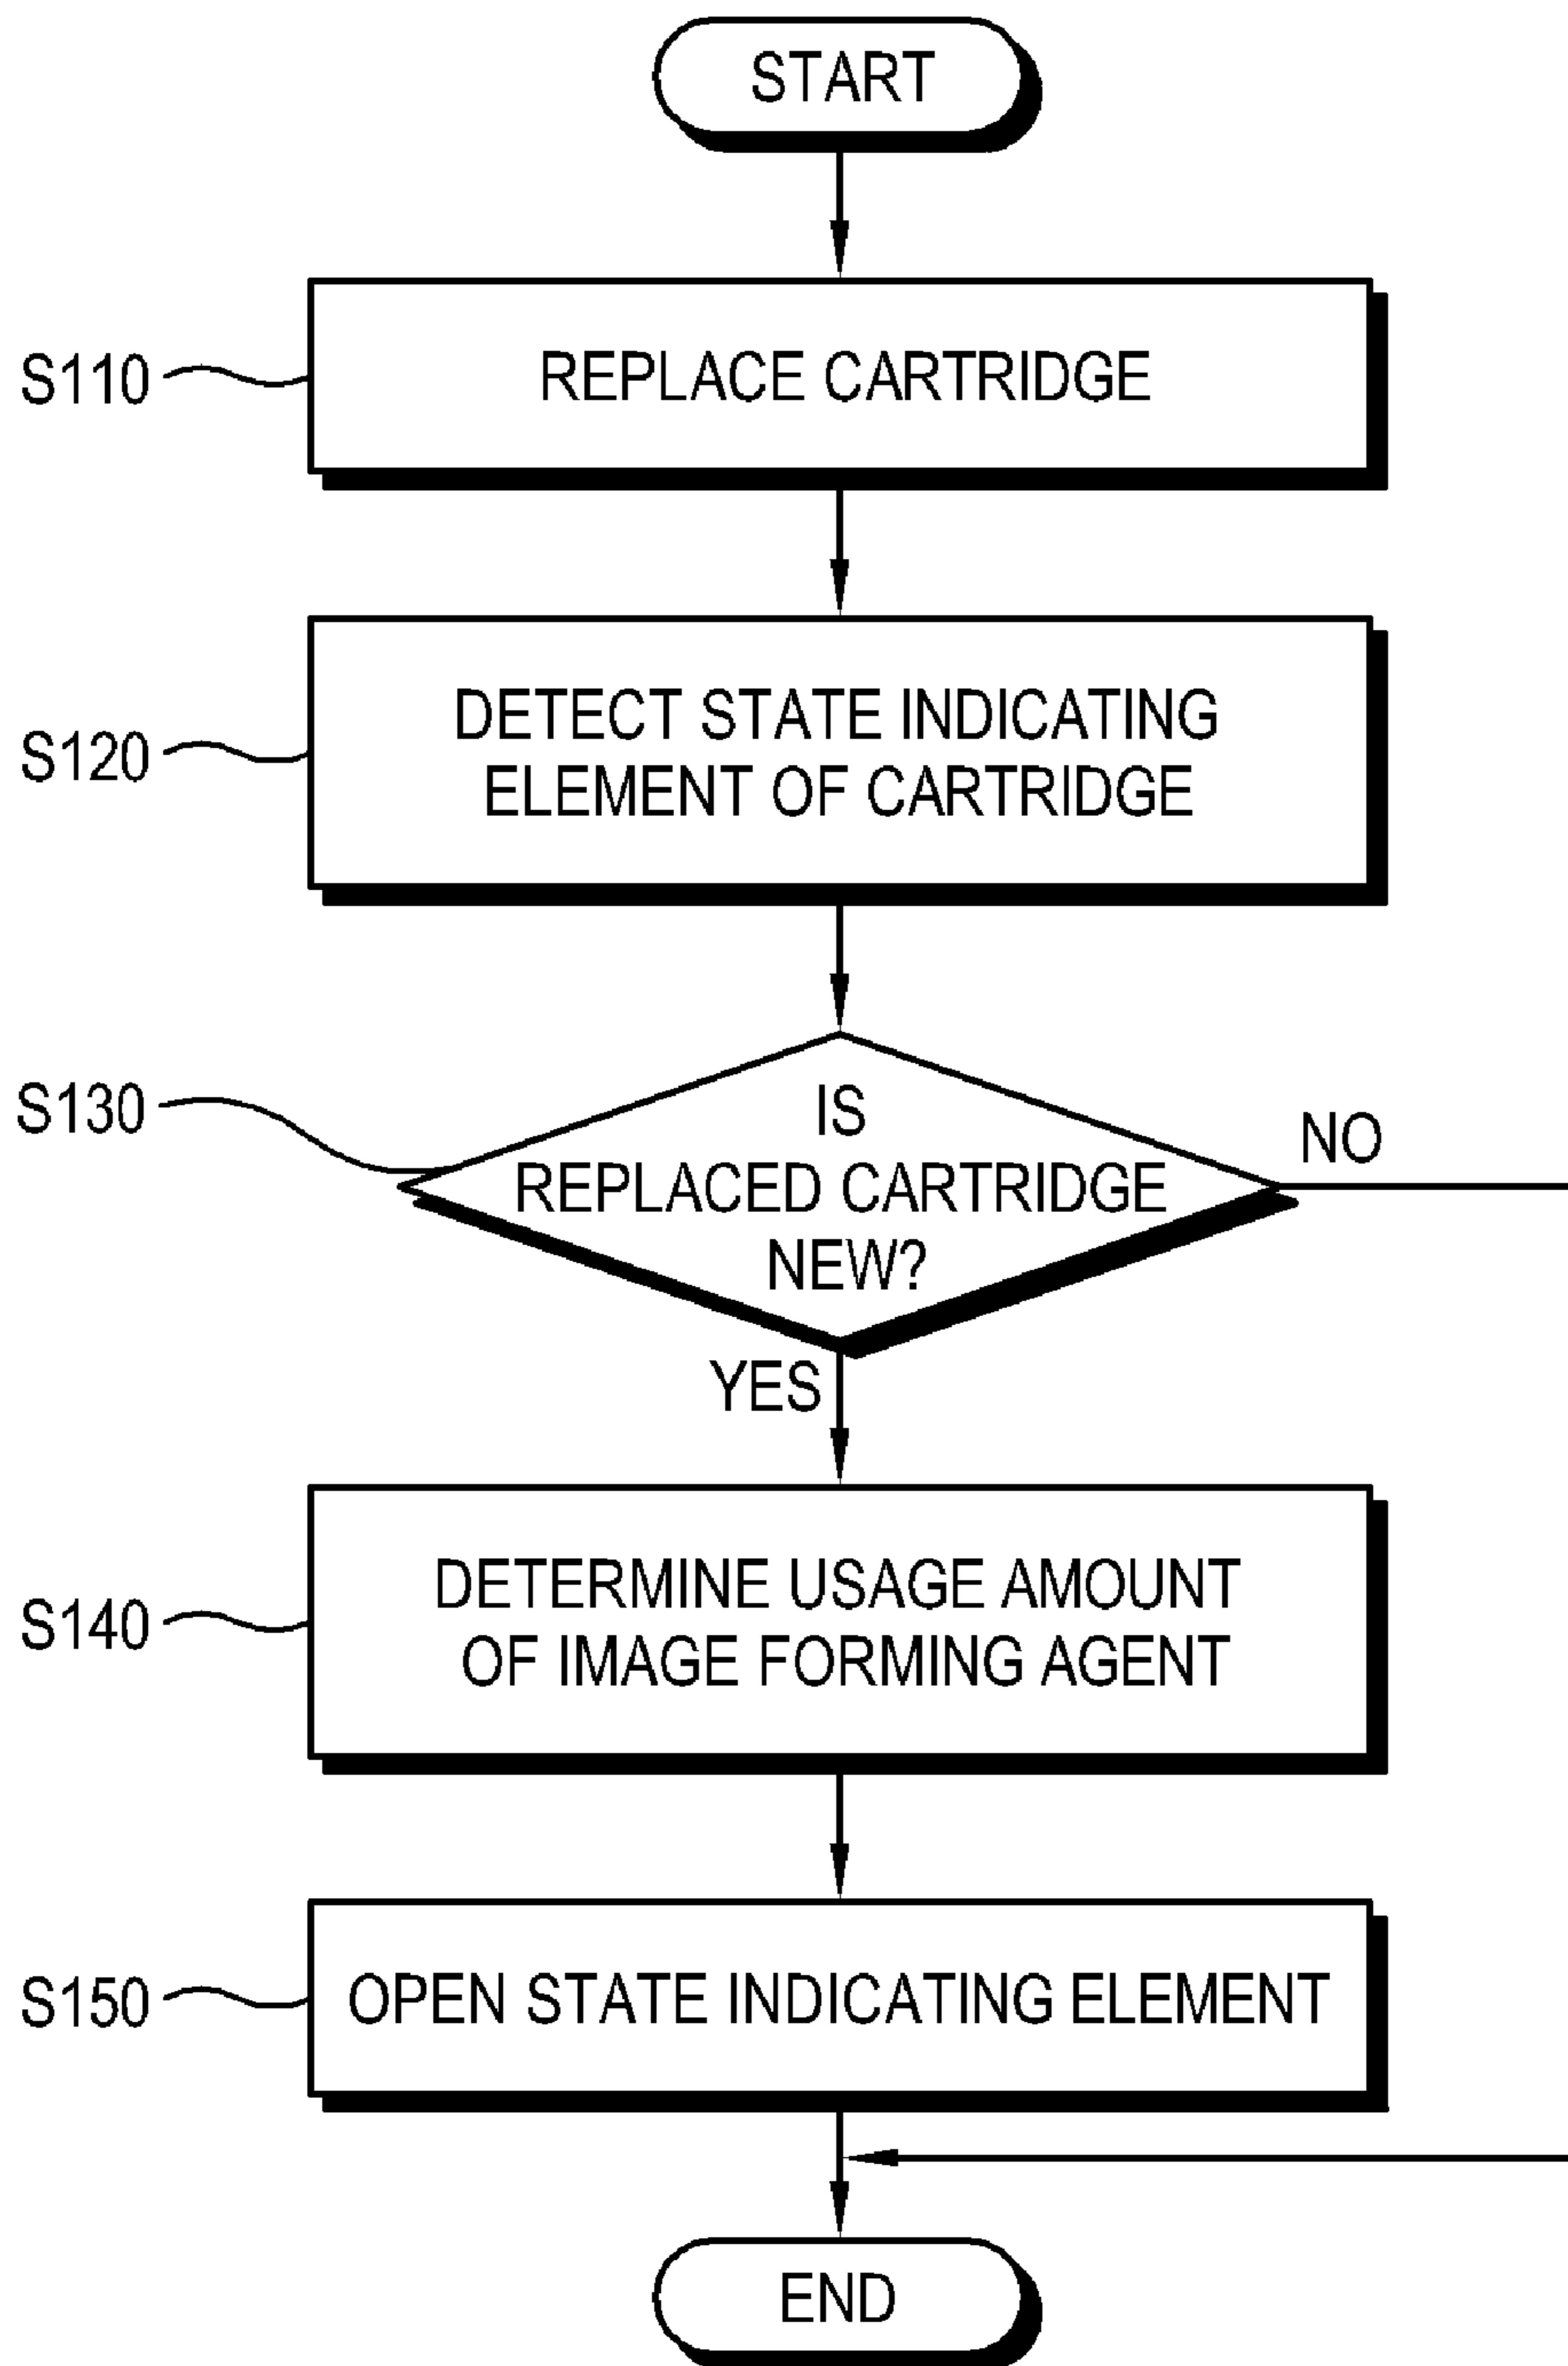 START
S110
REPLACE CARTRIDGE
S120
DETECT STATE INDICATING
ELEMENT OF CARTRIDGE
S130
IS
REPLACED CARTRIDGE
NEW?
NO
YES
S140
DETERMINE USAGE AMOUNT
OF IMAGE FORMING AGENT
S150
OPEN STATE INDICATING ELEMENT
END